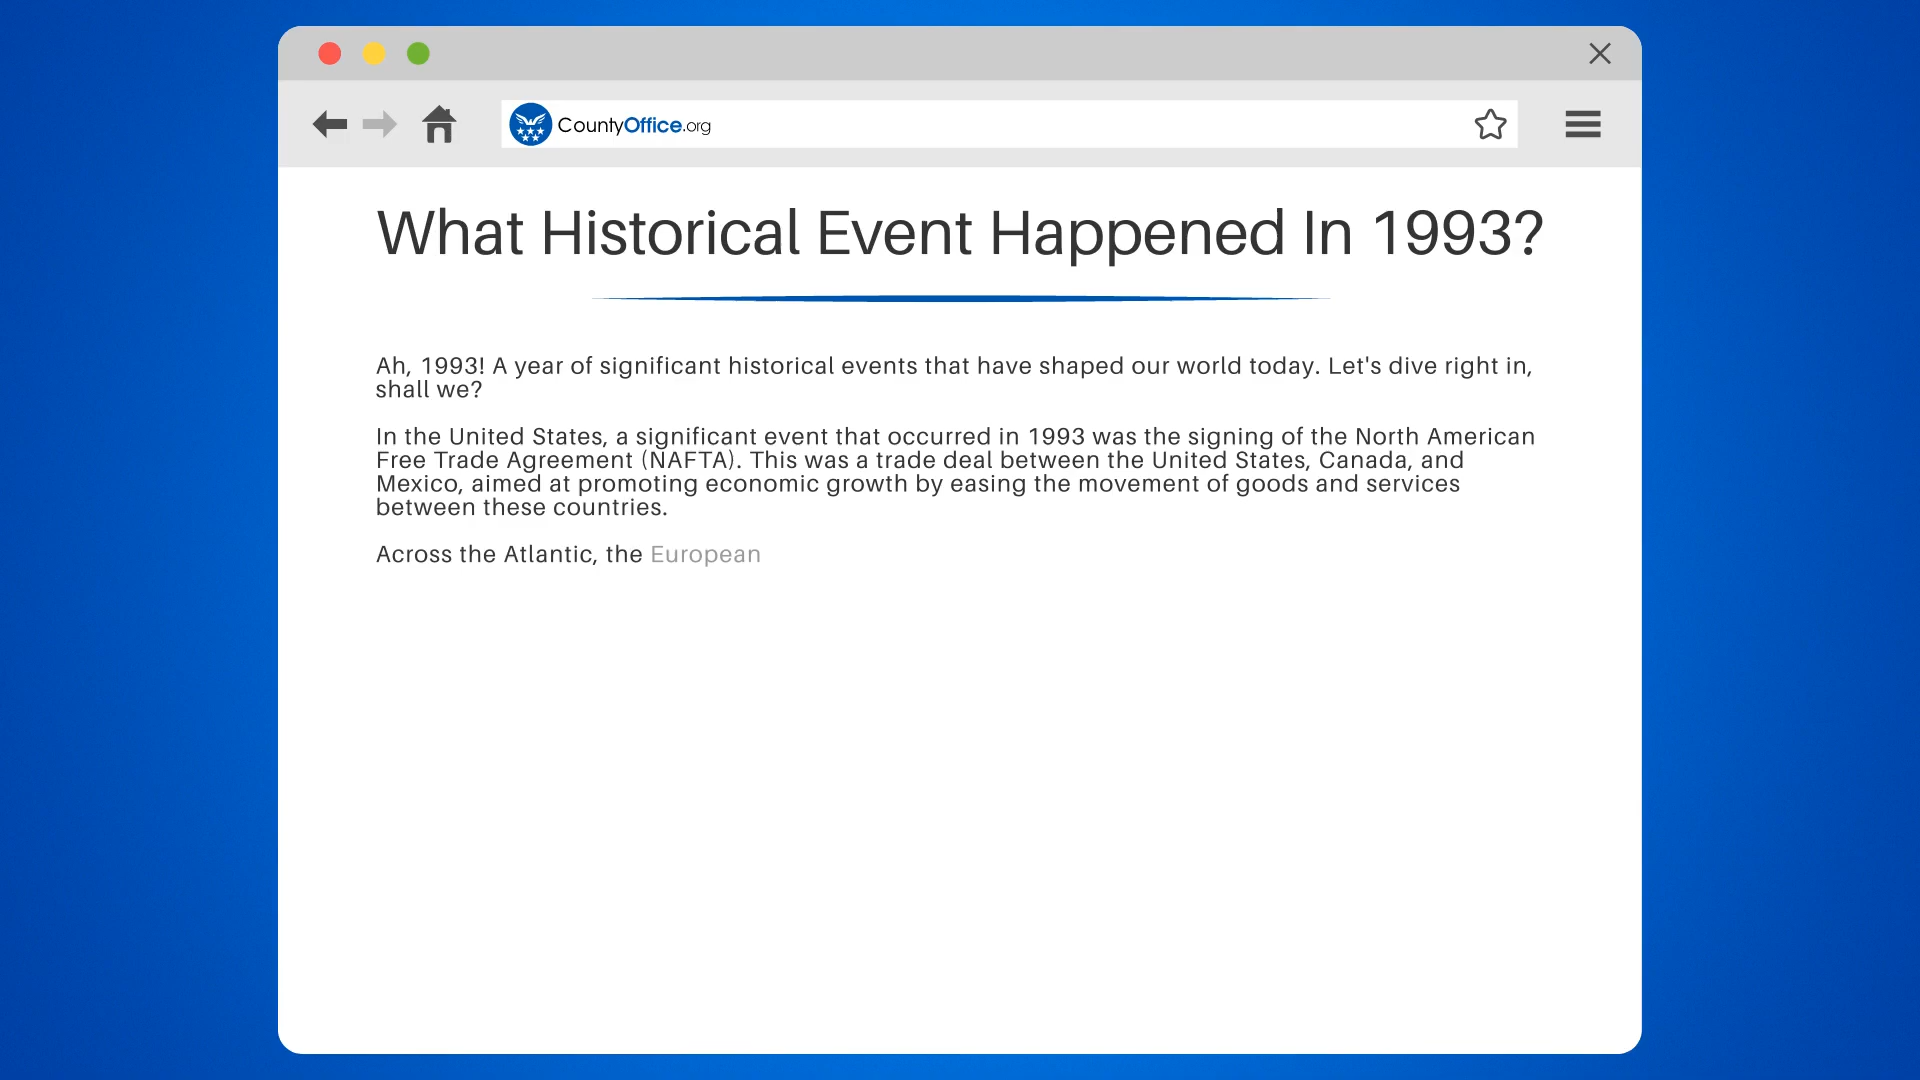 CountyOffice.org
What Historical Event Happened In 1993?
Ah, 1993! A year of significant historical events that have shaped our world today. Let's dive right in,
shall we?
In the United States, a significant event that occurred in 1993 was the signing of the North American
Free Trade Agreement (NAFTA). This was a trade deal between the United States, Canada, and
Mexico, aimed at promoting economic growth by easing the movement of goods and services
between these countries.
Across the Atlantic, the European